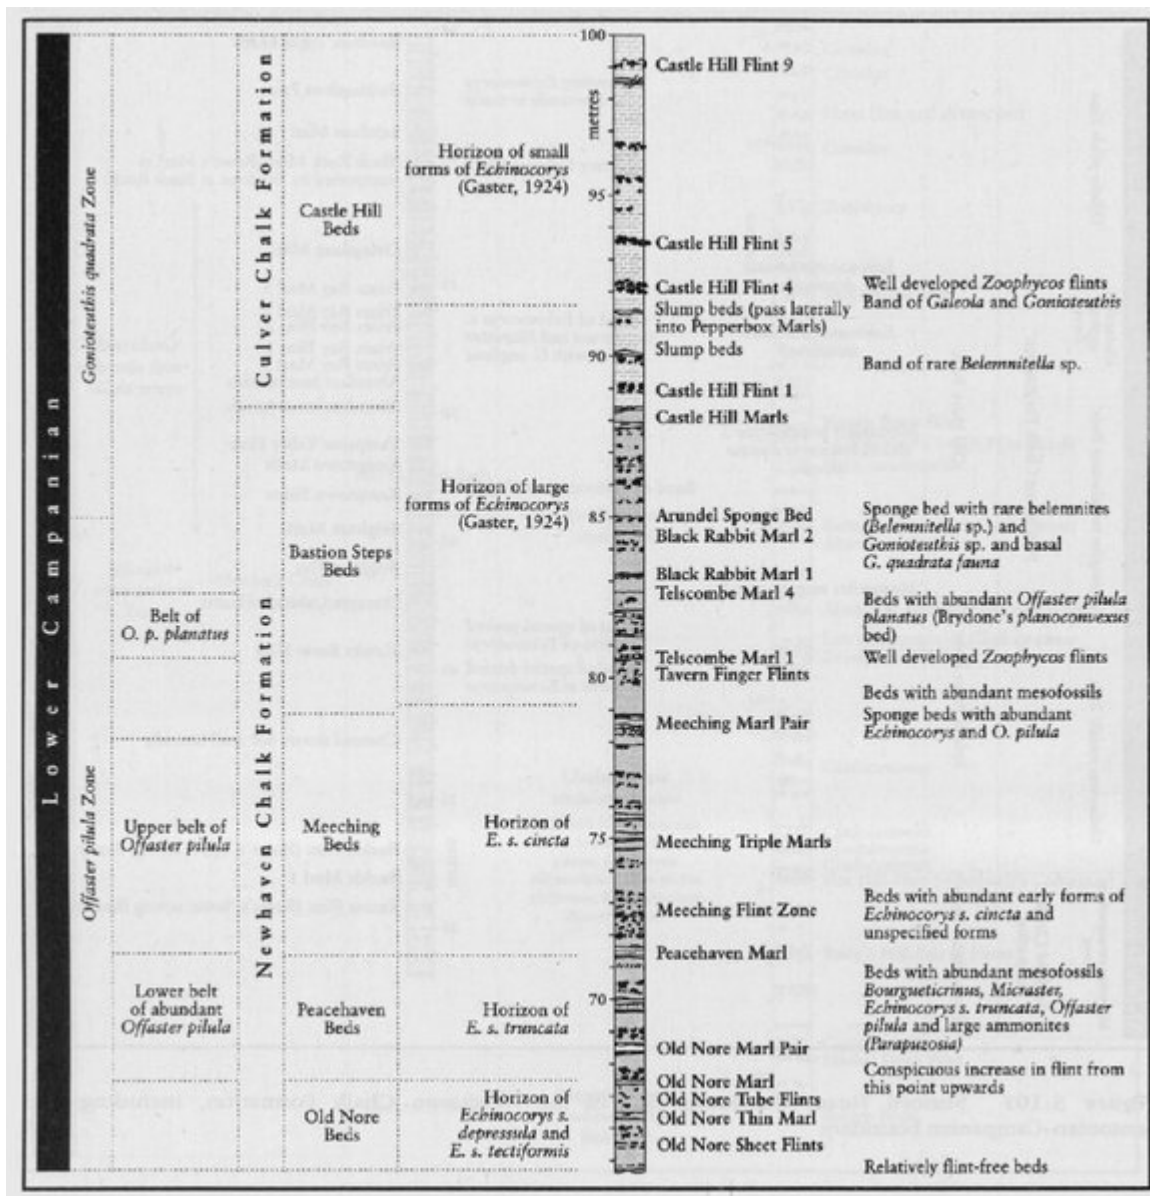 Lower Campanian
Gonioteuthis quadrata Zone
Offaster pilula Zone
Belt of
O. p. planatus
Upper belt of
Offaster pilula
Lower belt
of abundant
Offaster pilula
Culver Chalk Formation
Newhaven Chalk Formation
Castle Hill
Beds
Bastion Steps
Beds
Meeching
Beds
Peacehaven
Beds
Old Nore
Beds
Horizon of small
forms of Echinocorys
(Gaster, 1924)
Horizon of large
forms of Echinocorys
(Gaster, 1924)
Horizon of
E. s. cincta
Horizon of
E. s. truncata
Horizon of
Echinocorys s.
depressula and
E. s. tectiformis
100
metres
95
90
85
80
75
70
Castle Hill Flint 9
Castle Hill Flint 5
Castle Hill Flint 4
Slump beds (pass laterally
into Pepperbox Marls)
Slump beds
Castle Hill Flint 1
Castle Hill Marls
Arundel Sponge Bed
Black Rabbit Marl 2
Black Rabbit Marl 1
Telscombe Marl 4
Telscombe Marl 1
Tavern Finger Flints
Meeching Marl Pair
Meeching Triple Marls
Meeching Flint Zone
Peacehaven Marl
Old Nore Marl Pair
Old Nore Marl
Old Nore Tube Flints
Old Nore Thin Marl
Old Nore Sheet Flints
Well developed Zoophycos flints
Band of Galeola and Gonioteuthis
Band of rare Belemnitella sp.
Sponge bed with rare belemnites
(Belemnitella sp.) and
Gonioteuthis sp. and basal
G. quadrata fauna
Beds with abundant Offaster pilula
planatus (Brydone's planoconvexus
bed)
Well developed Zoophycos flints
Beds with abundant mesofossils
Sponge beds with abundant
Echinocorys and O. pilula
Beds with abundant early forms of
Echinocorys s. cincta and
unspecified forms
Beds with abundant mesofossils
Bourgueticrinus, Micraster,
Echinocorys s. truncata, Offaster
pilula and large ammonites
(Parapuzosia)
Conspicuous increase in flint from
this point upwards
Relatively flint-free beds